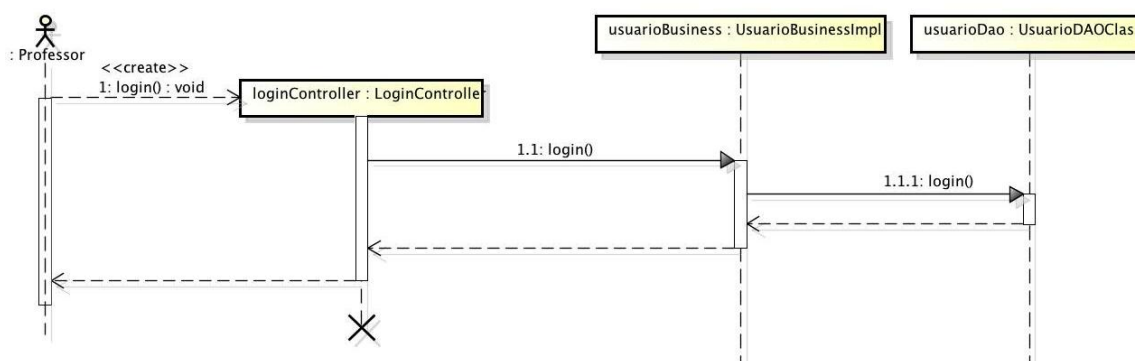 : Professor
<<create>>
1: login() : void
loginController : LoginController
usuarioBusiness : UsuarioBusinessImpl
usuarioDao : UsuarioDAOClas
1.1: login()
1.1.1: login()